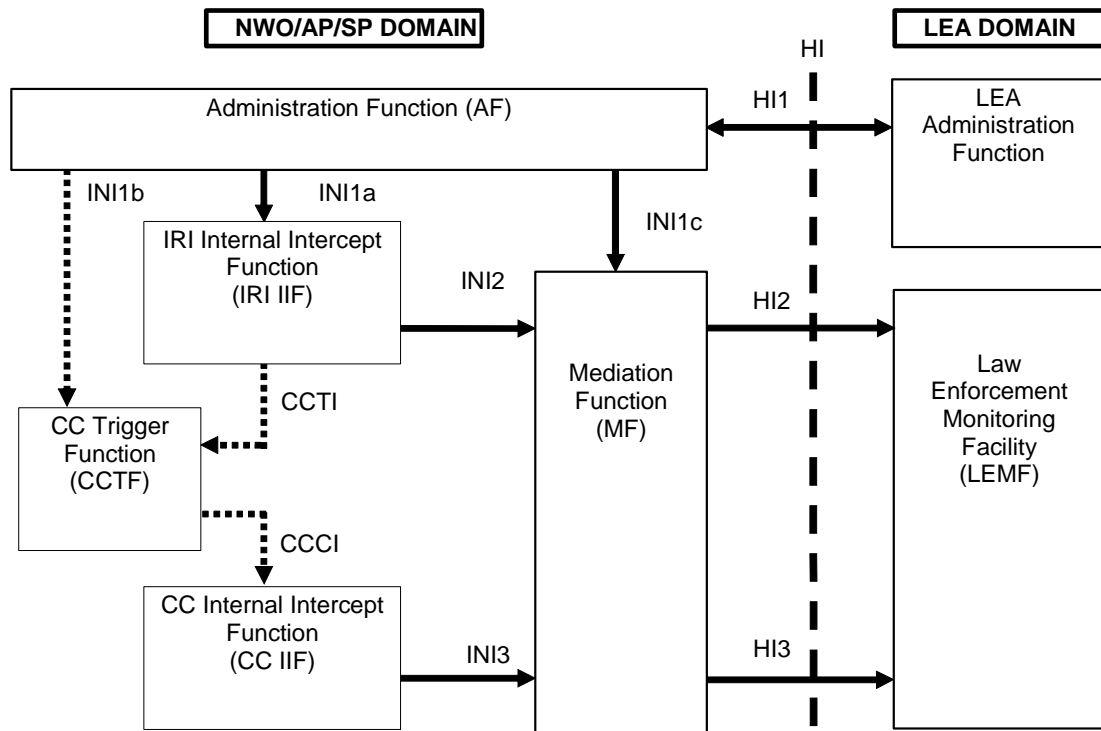 NWO/AP/SP DOMAIN
LEA DOMAIN
HI
Administration Function (AF)
HI1
LEA
Administration
Function
INI1b
INI1a
INI1c
IRI Internal Intercept
Function
(IRI IIF)
INI2
HI2
Mediation
Function
(MF)
Law
Enforcement
Monitoring
Facility
(LEMF)
CCTI
CC Trigger
Function
(CCTF)
CCCI
CC Internal Intercept
Function
(CC IIF)
INI3
HI3